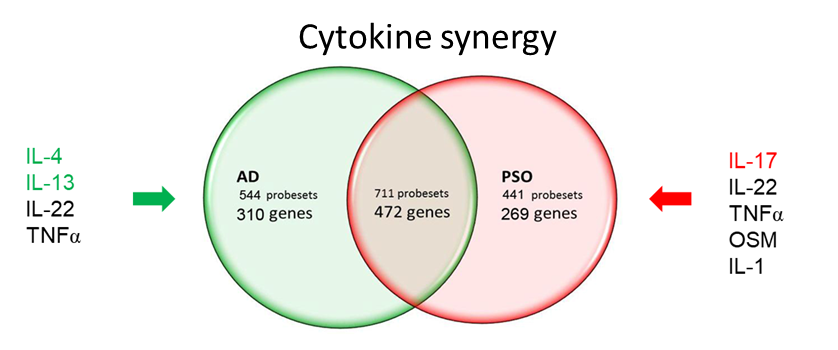 Cytokine synergy
IL-4
IL-13
IL-22
TNFα
AD
544 probesets
310 genes
711 probesets
472 genes
PSO
441 probesets
269 genes
IL-17
IL-22
TNFα
OSM
IL-1